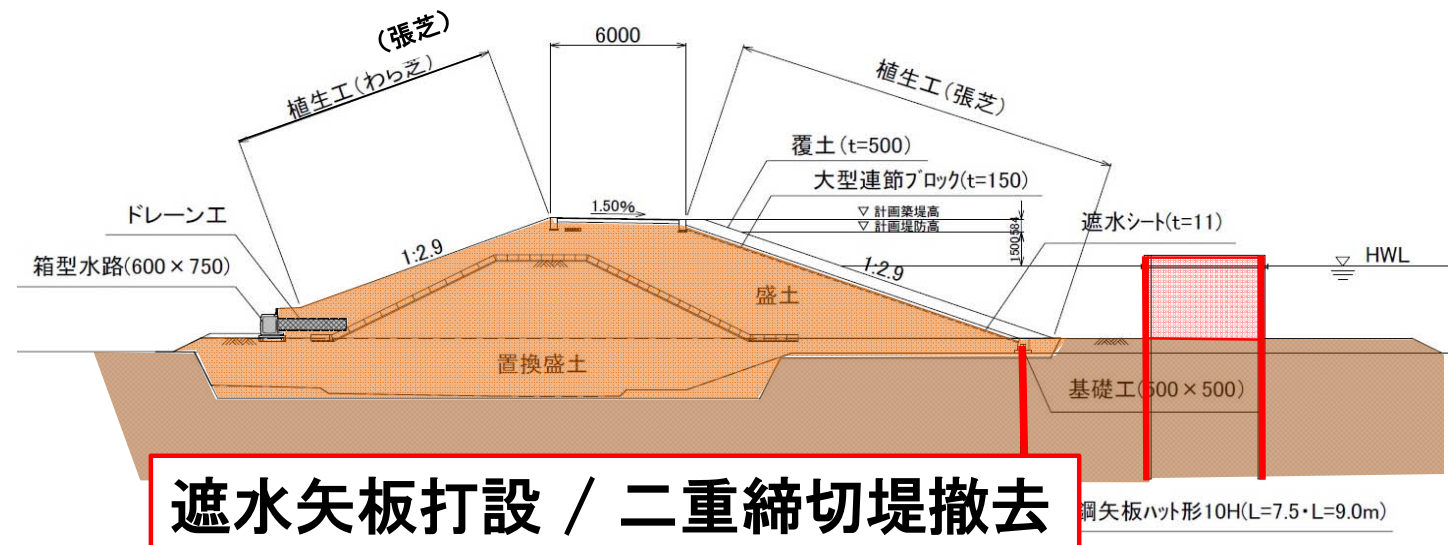 (張芝)
植生工(わら芝)
6000
植生工(張芝)
覆土(t=500)
大型連節ブロック(t=150)
1.50%
▽ 計画築堤高
▽ 計画堤防高
584
1500
遮水シート(t=11)
ドレーン工
箱型水路(600×750)
1:2.9
1:2.9
▽ HWL
盛土
置換盛土
基礎工(500×500)
遮水矢板打設 / 二重締切堤撤去
鋼矢板ハット形10H(L=7.5・L=9.0m)